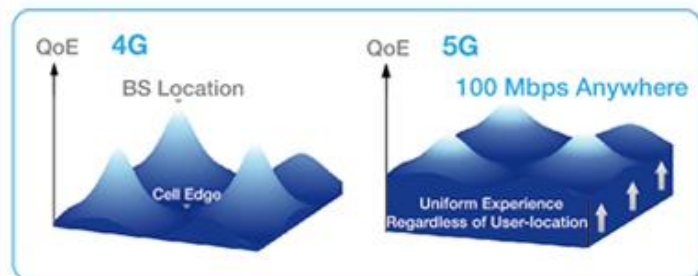 QoE 4G
BS Location
Cell Edge
QoE 5G
100 Mbps Anywhere
Uniform Experience
Regardless of User-location